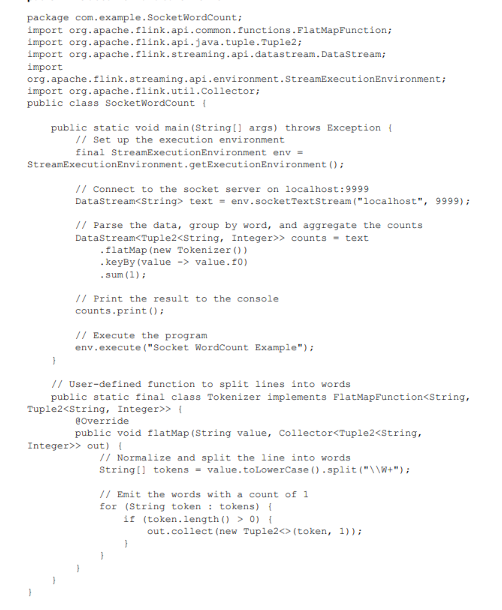 package com.example.SocketWordCount;
import org.apache.flink.api.common.functions.FlatMapFunction;
import org.apache.flink.api.java.tuple.Tuple2;
import org.apache.flink.streaming.api.datastream.DataStream;
import
org.apache.flink.streaming.api.environment.StreamExecutionEnvironment;
import org.apache.flink.util.Collector;
public class SocketWordCount {
    public static void main(String[] args) throws Exception {
        // Set up the execution environment
        final StreamExecutionEnvironment env =
StreamExecutionEnvironment.getExecutionEnvironment();
        // Connect to the socket server on localhost:9999
        DataStream<String> text = env.socketTextStream("localhost", 9999);
        // Parse the data, group by word, and aggregate the counts
        DataStream<Tuple2<String, Integer>> counts = text
            .flatMap(new Tokenizer())
            .keyBy(value -> value.f0)
            .sum(1);
        // Print the result to the console
        counts.print();
        // Execute the program
        env.execute("Socket WordCount Example");
    }
    // User-defined function to split lines into words
    public static final class Tokenizer implements FlatMapFunction<String,
Tuple2<String, Integer>> {
        @Override
        public void flatMap(String value, Collector<Tuple2<String,
Integer>> out) {
            // Normalize and split the line into words
            String[] tokens = value.toLowerCase().split("\\W+");
            // Emit the words with a count of 1
            for (String token : tokens) {
                if (token.length() > 0) {
                    out.collect(new Tuple2<>(token, 1));
                }
            }
        }
    }
}